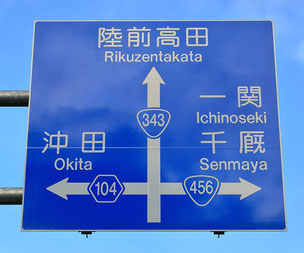 陸前高田
Rikuzentakata
343
一関
Ichinoseki
沖田
Okita
千厩
Senmaya
104
456